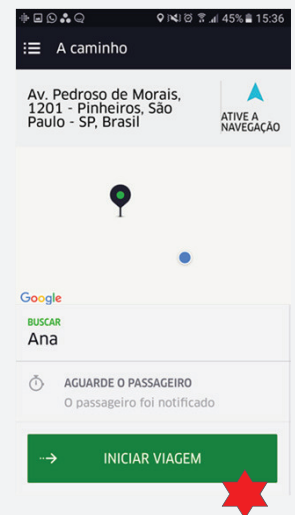 45% 15:36
A caminho
Av. Pedroso de Morais,
1201 - Pinheiros, São
Paulo - SP, Brasil
ATIVE A
NAVEGAÇÃO
Google
BUSCAR
Ana
AGUARDE O PASSAGEIRO
O passageiro foi notificado
INICIAR VIAGEM